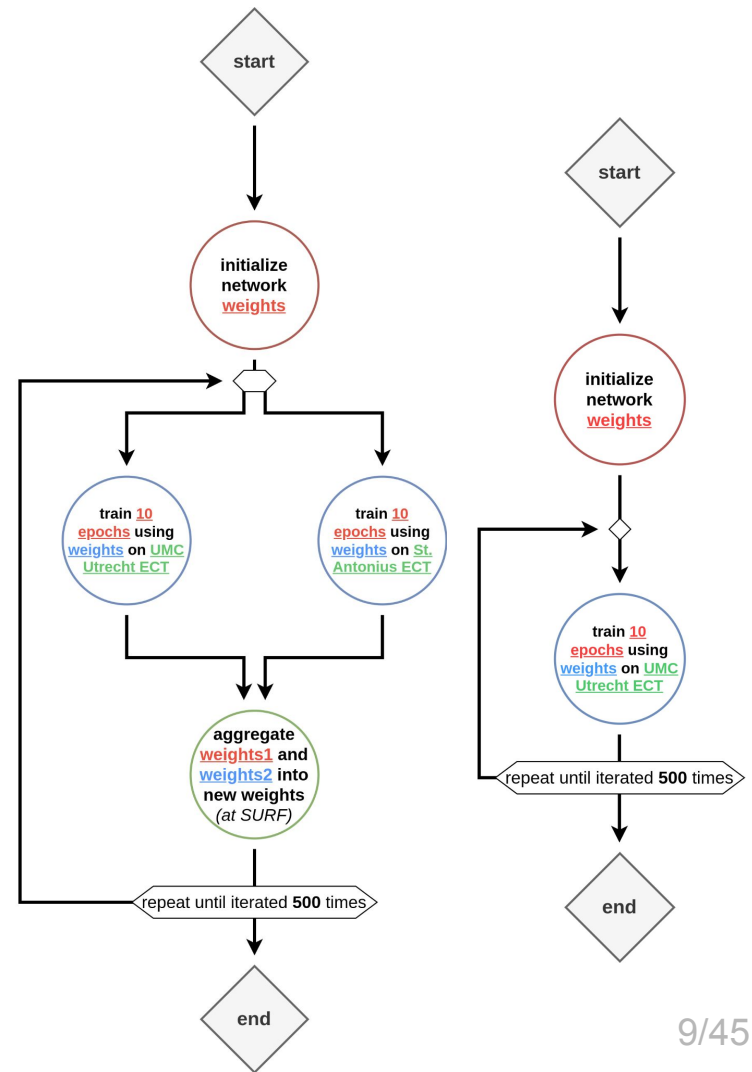 start
initialize
network
weights
train 10
epochs using
weights on UMC
Utrecht ECT
train 10
epochs using
weights on St.
Antonius ECT
aggregate
weights1 and
weights2 into
new weights
(at SURF)
repeat until iterated 500 times
end
start
initialize
network
weights
train 10
epochs using
weights on UMC
Utrecht ECT
repeat until iterated 500 times
end
9/45